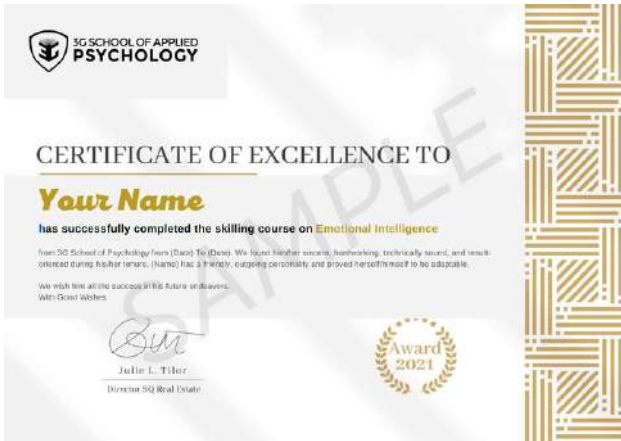 3G SCHOOL OF APPLIED
PSYCHOLOGY
CERTIFICATE OF EXCELLENCE TO
Your Name
has successfully completed the skilling course on Emotional Intelligence
from 3G School of Psychology from (Date) To (Date). We found him/her sincere, hardworking, technically sound, and result-
oriented during his/her tenure. (Name) has a friendly, outgoing personality and proved herself/himself to be adaptable.
We wish him all the success in his future endeavors.
With Good Wishes
SAMPLE
Julie L. Tilor
Director SQ Real Estate
Award
2021